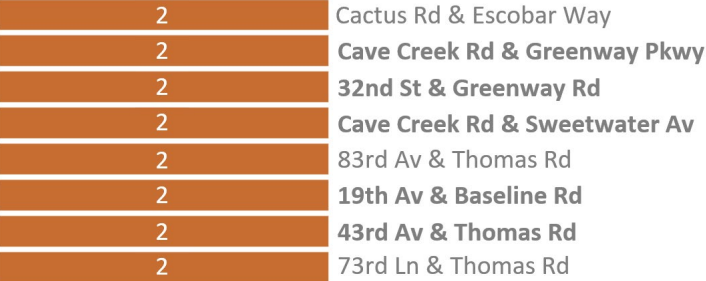 2 Cactus Rd & Escobar Way
2 Cave Creek Rd & Greenway Pkwy
2 32nd St & Greenway Rd
2 Cave Creek Rd & Sweetwater Av
2 83rd Av & Thomas Rd
2 19th Av & Baseline Rd
2 43rd Av & Thomas Rd
2 73rd Ln & Thomas Rd